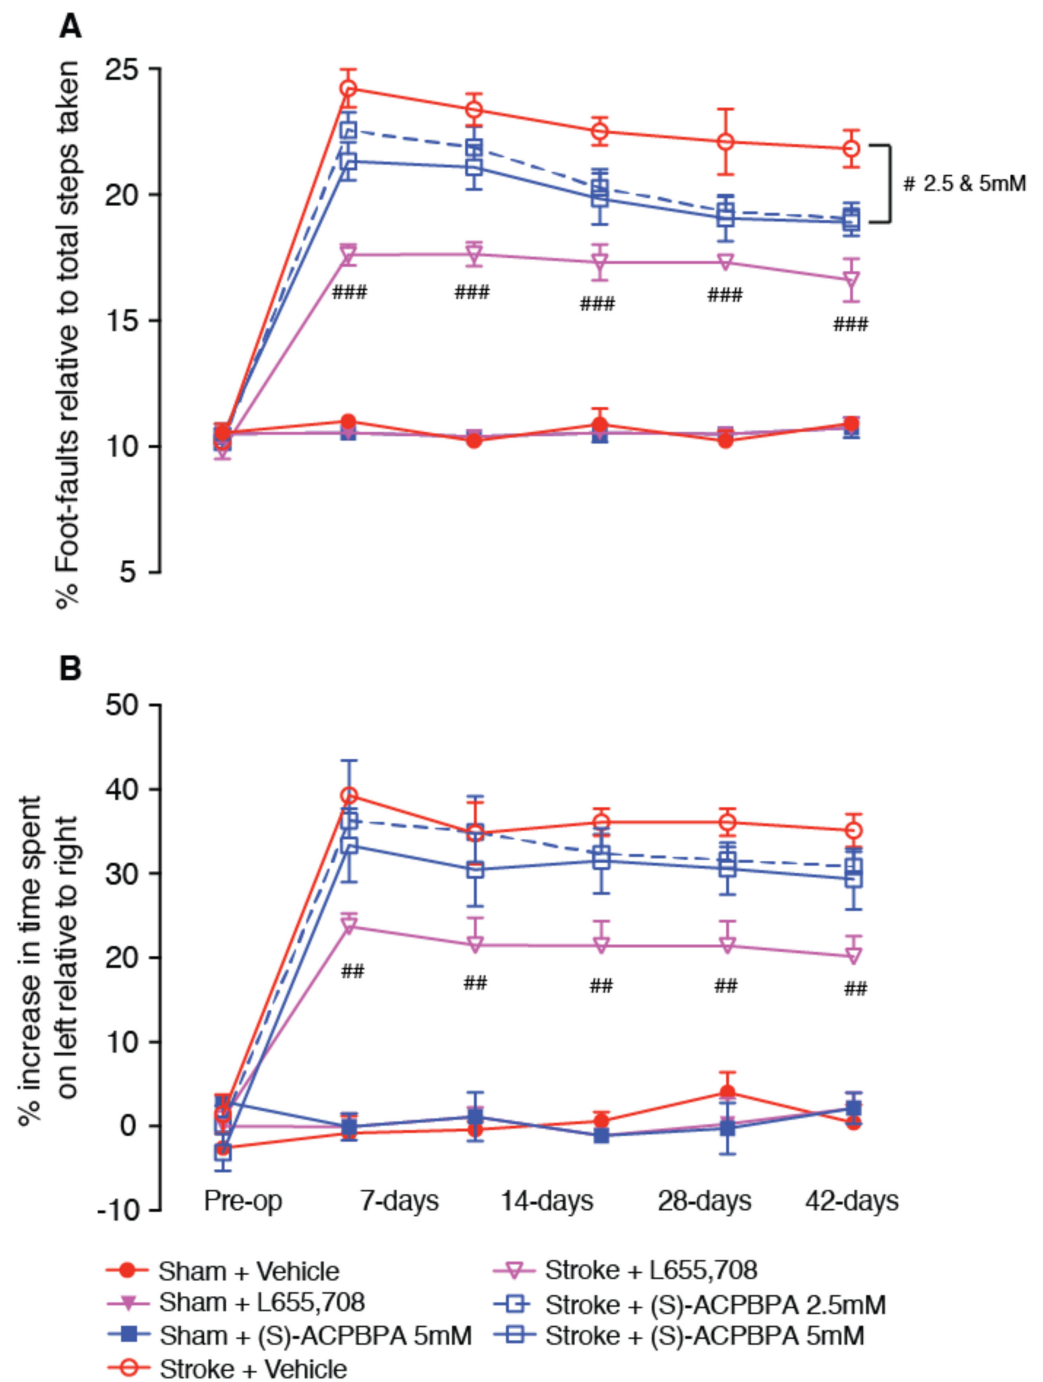 A
% Foot-faults relative to total steps taken
25
20
15
10
5
# 2.5 & 5mM
###
###
###
###
###
B
% increase in time spent
on left relative to right
50
40
30
20
10
0
-10
##
##
##
##
##
Pre-op 7-days 14-days 28-days 42-days
Sham + Vehicle
Sham + L655,708
Sham + (S)-ACPBPA 5mM
Stroke + Vehicle
Stroke + L655,708
Stroke + (S)-ACPBPA 2.5mM
Stroke + (S)-ACPBPA 5mM